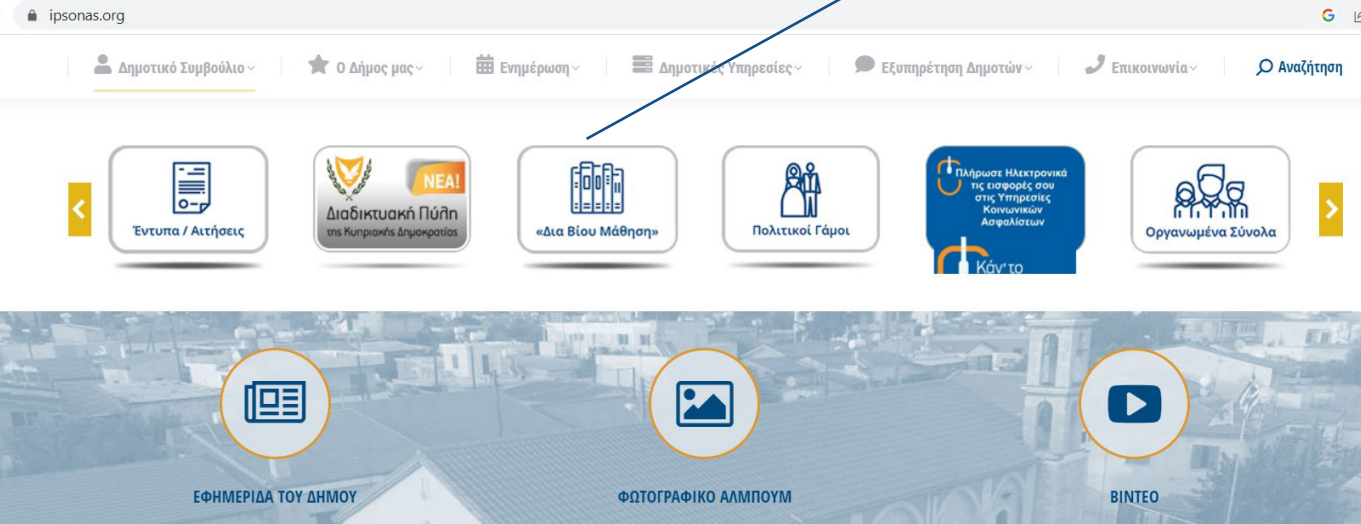 ipsonas.org
Δημοτικό Συμβούλιο
Ο Δήμος μας
Ενημέρωση
Δημοτικές Υπηρεσίες
Εξυπηρέτηση Δημοτών
Επικοινωνία
Αναζήτηση
Έντυπα / Αιτήσεις
ΝΕΑ!
Διαδικτυακή Πύλη
της Κυπριακής Δημοκρατίας
«Δια Βίου Μάθηση»
Πολιτικοί Γάμοι
Πλήρωσε Ηλεκτρονικά
τις εισφορές σου
στις Υπηρεσίες
Κοινωνικών
Ασφαλίσεων
Κάν' το
Οργανωμένα Σύνολα
ΕΦΗΜΕΡΙΔΑ ΤΟΥ ΔΗΜΟΥ
ΦΩΤΟΓΡΑΦΙΚΟ ΑΛΜΠΟΥΜ
ΒΙΝΤΕΟ